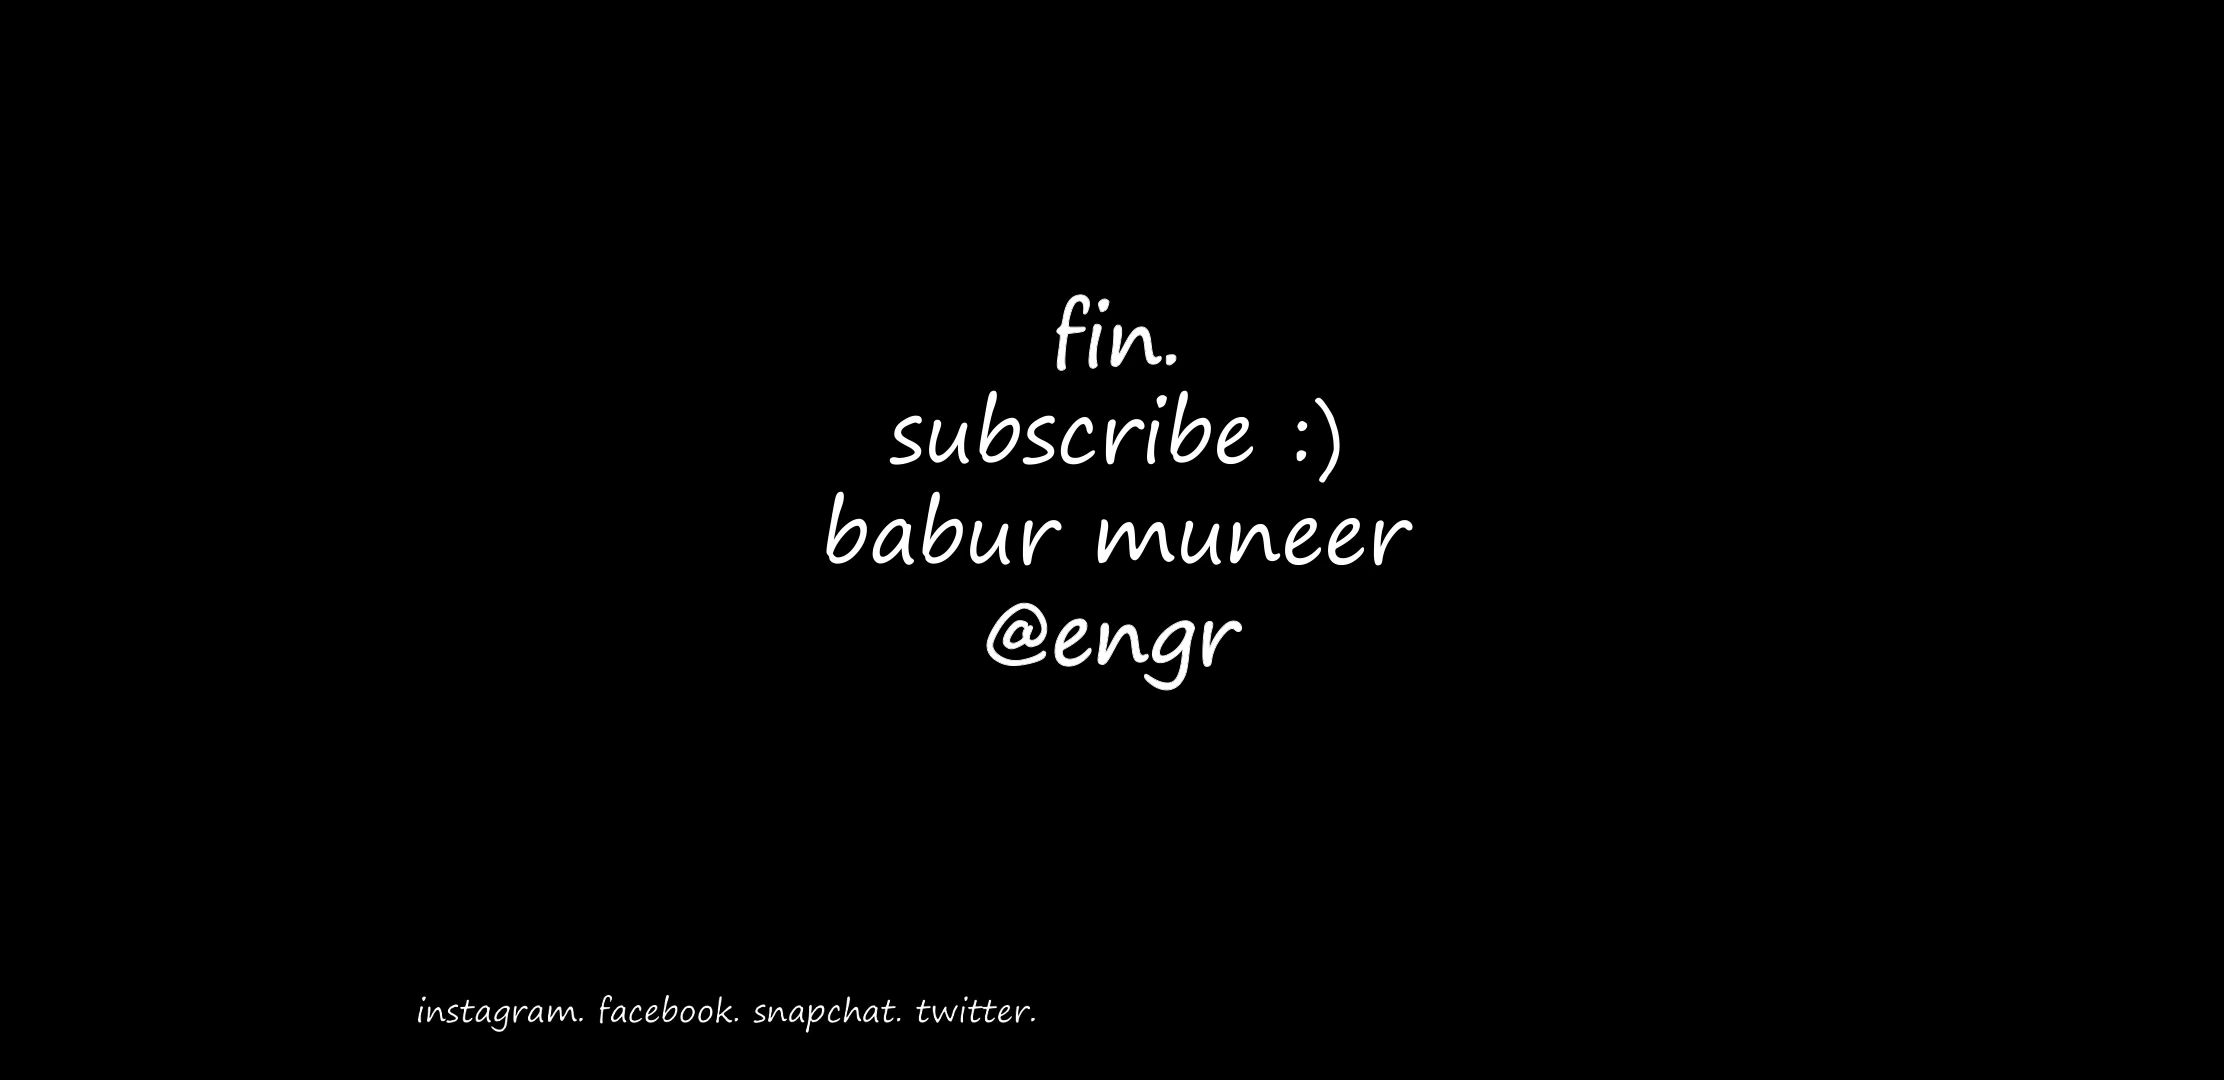 fin.
subscribe :)
babur muneer
@engr
instagram. facebook. snapchat. twitter.